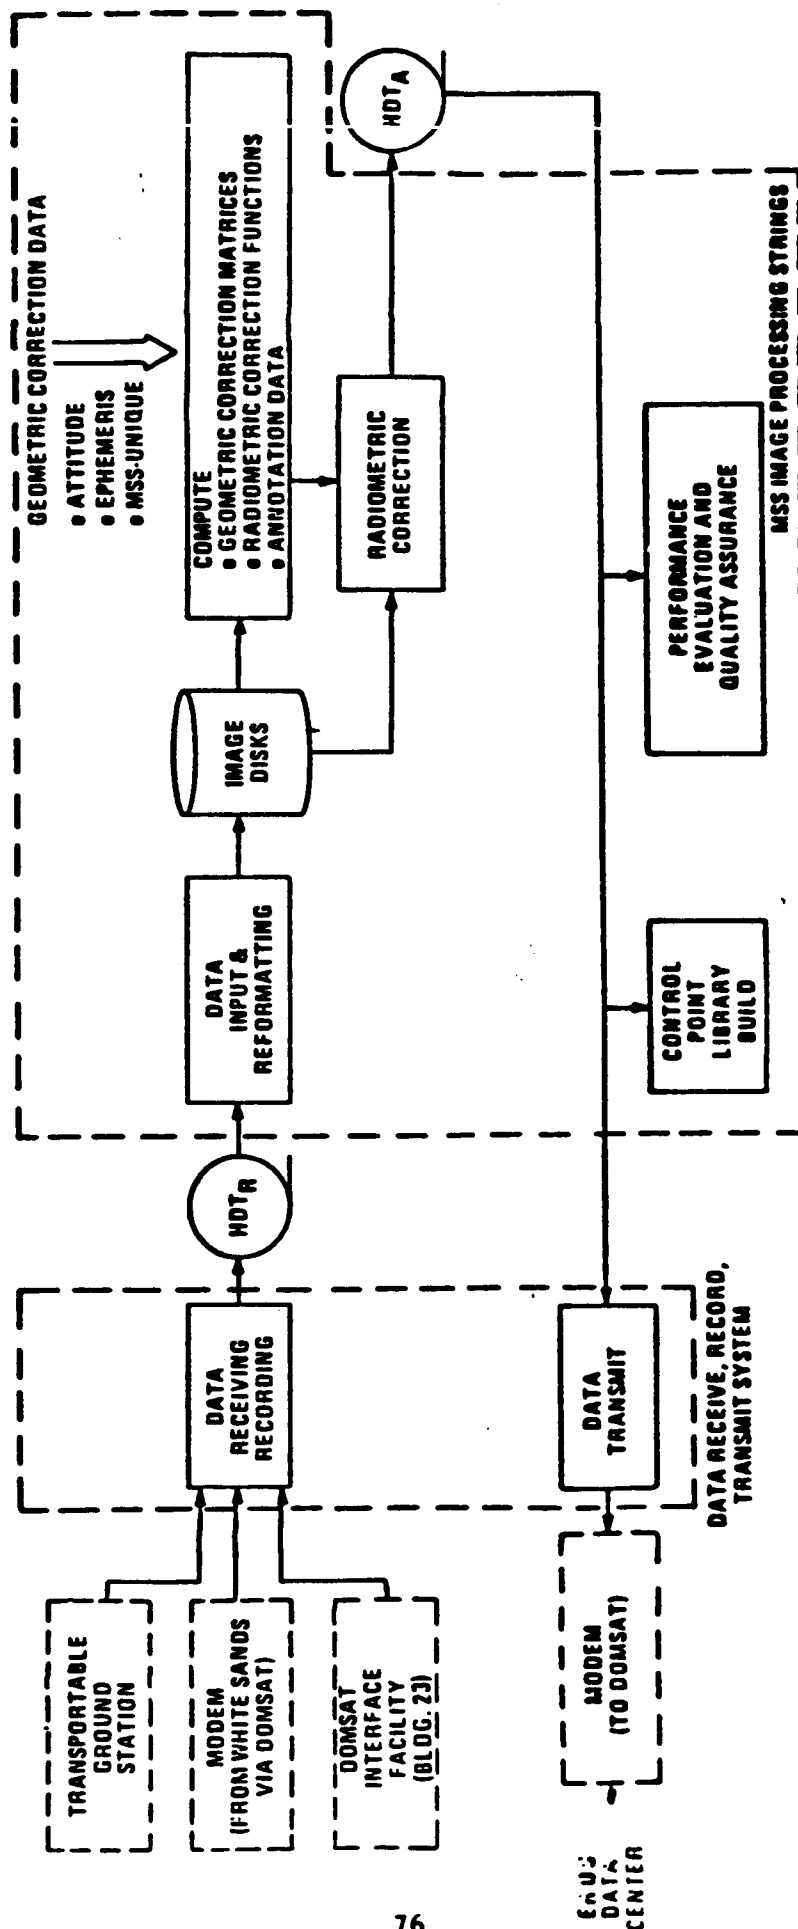 GEOMETRIC CORRECTION DATA
• ATTITUDE
• EPHEMERIS
• MSS-UNIQUE
TRANSPORTABLE
GROUND
STATION
MODEM
(FROM WHITE SANDS
VIA DOMSAT)
DOMSAT
INTERFACE
FACILITY
(BLDG. 23)
DATA
RECEIVING
RECORDING
HDTR
DATA
INPUT &
REFORMATTING
IMAGE
DISKS
COMPUTE
• GEOMETRIC CORRECTION MATRICES
• RADIOMETRIC CORRECTION FUNCTIONS
• ANNOTATION DATA
RADIOMETRIC
CORRECTION
HDTA
DATA
CENTER
MODEM
(TO DOMSAT)
DATA
TRANSMIT
DATA RECEIVE, RECORD,
TRANSMIT SYSTEM
CONTROL
POINT
LIBRARY
BUILD
PERFORMANCE
EVALUATION AND
QUALITY ASSURANCE
MSS IMAGE PROCESSING STRINGS
76